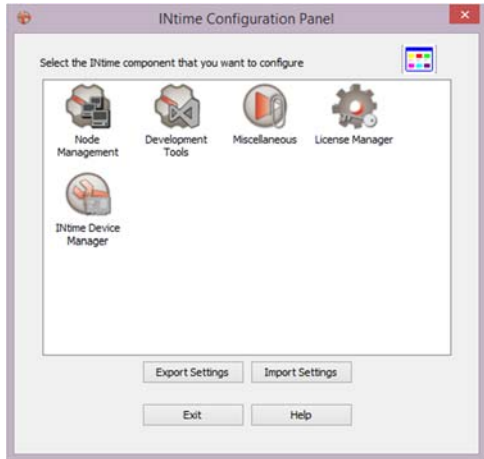 INtime Configuration Panel
Select the INtime component that you want to configure
Node Management
Development Tools
Miscellaneous
License Manager
INtime Device Manager
Export Settings
Import Settings
Exit
Help